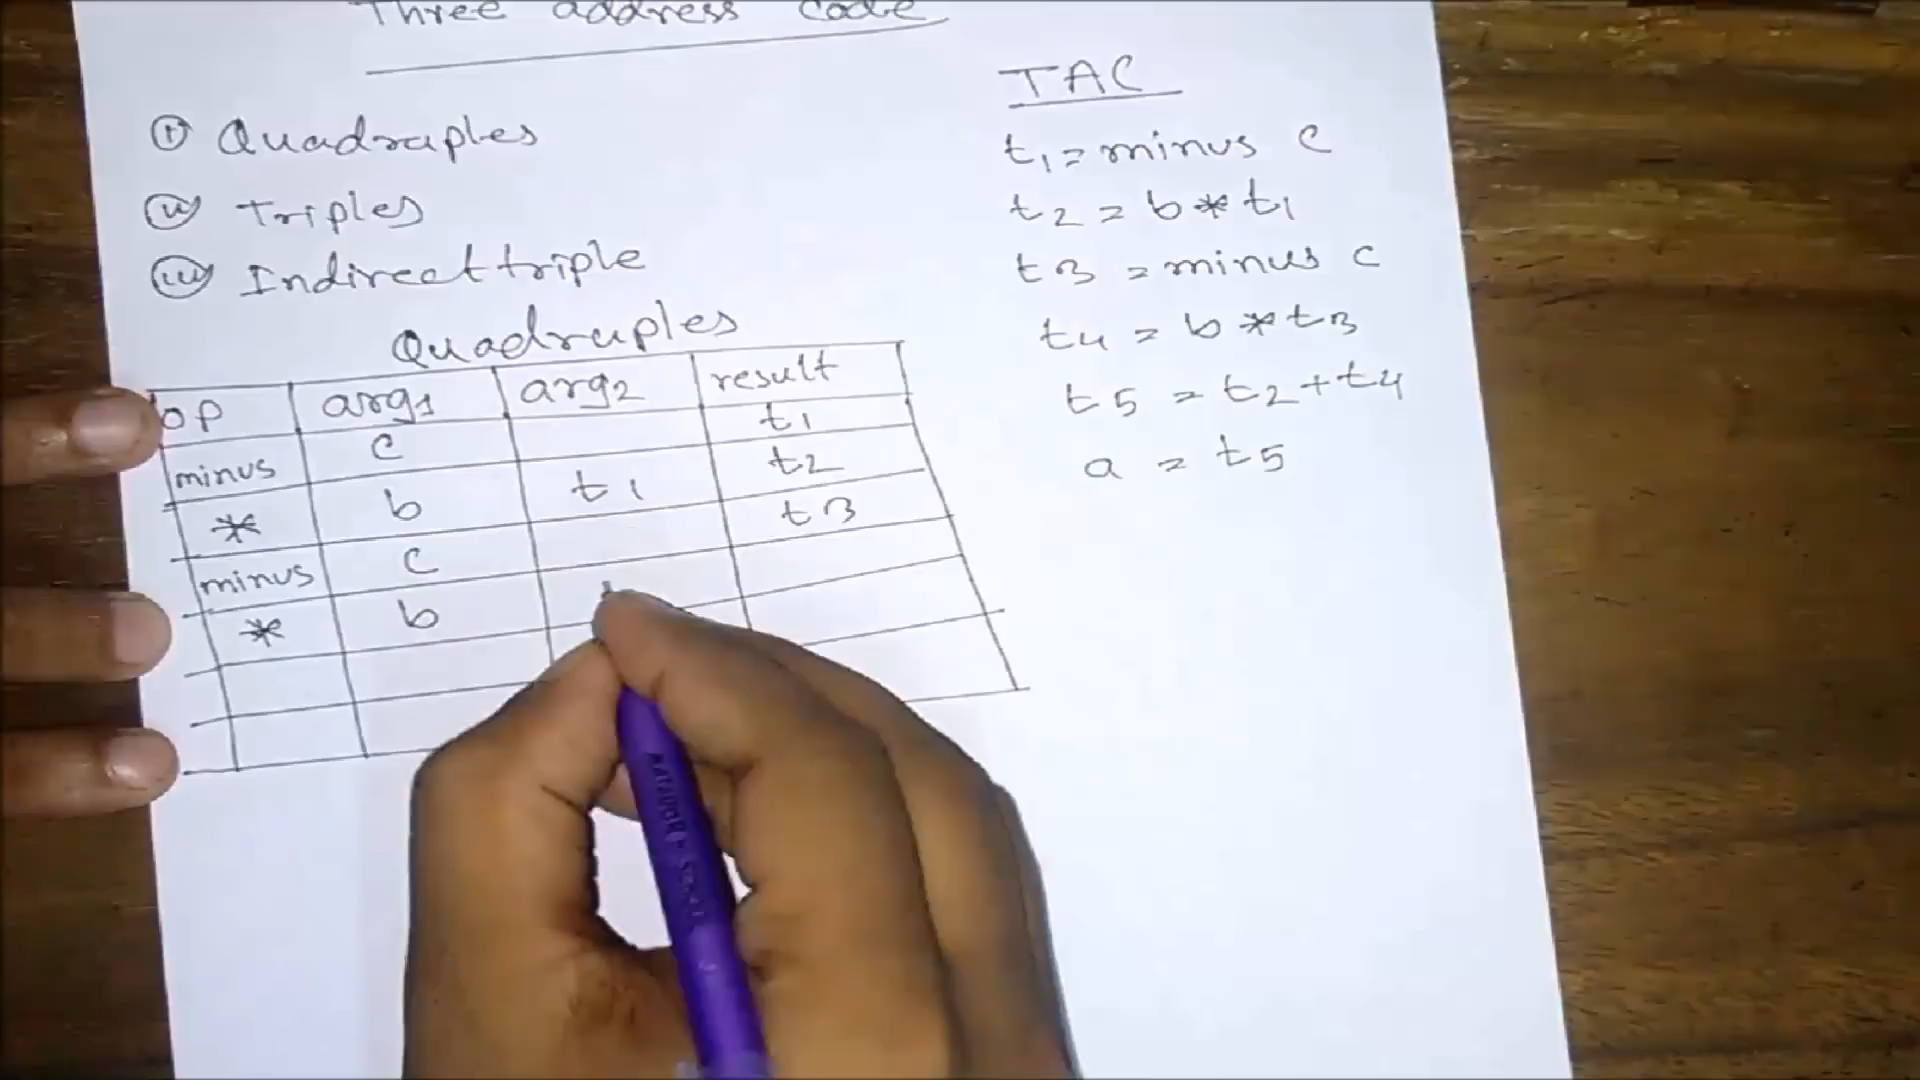 Three address code
i Quadruples
ii Triples
iii Indirect triple
Quadruples
op arg1 arg2 result
minus c t1
* b t1 t2
minus c t3
* b
TAC
t1 = minus c
t2 = b * t1
t3 = minus c
t4 = b * t3
t5 = t2 + t4
a = t5